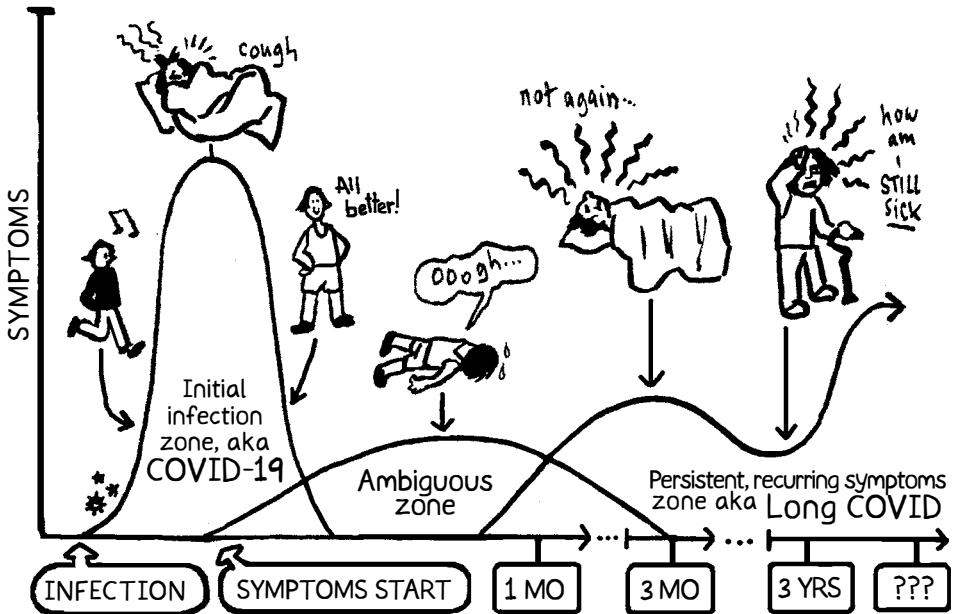 SYMPTOMS
cough
All
better!
not again...
how
am
i
STILL
SICK
OOogh...
Initial
infection
zone, aka
COVID-19
Ambiguous
zone
Persistent, recurring symptoms
zone aka Long COVID
...
...
INFECTION
SYMPTOMS START
1 MO
3 MO
3 YRS
???